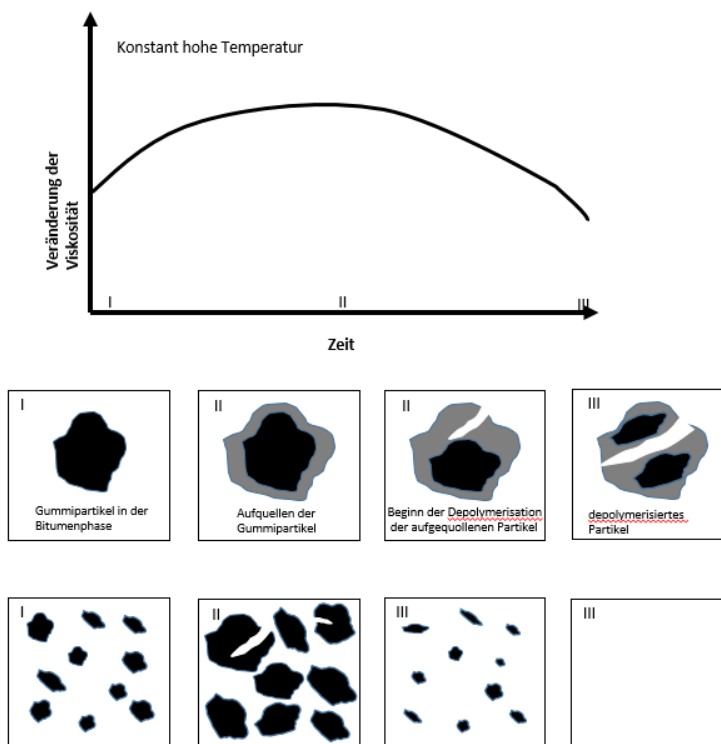 Konstant hohe Temperatur
Veränderung der
Viskosität
I
II
III
Zeit
I
Gummipartikel in der
Bitumenphase
II
Aufquellen der
Gummipartikel
II
Beginn der Depolymerisation
der aufgequollenen Partikel
III
depolymerisiertes
Partikel
I
II
III
III